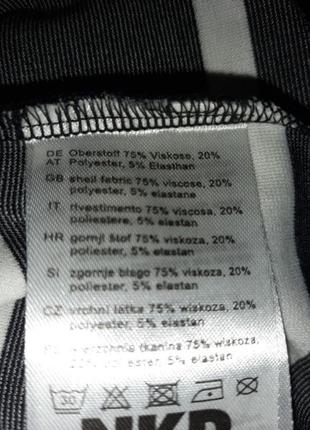 DE Oberstoff 75% Viskose, 20%
AT Polyester, 5% Elasthan
GB shell fabric 75% viscose, 20%
polyester, 5% elastane
IT rivestimento 75% viscosa, 20%
poliestere, 5% elastane
HR gornji štof 75% viskoza, 20%
poliester, 5% elastan
SI zgornje blago 75% viskoza, 20%
poliester, 5% elastan
CZ vrchní látka 75% viskoza, 20%
polyester, 5% elastan
wierzchnia tkanina 75% wiskoza,
20% poliester, 5% elastan
30
NKD